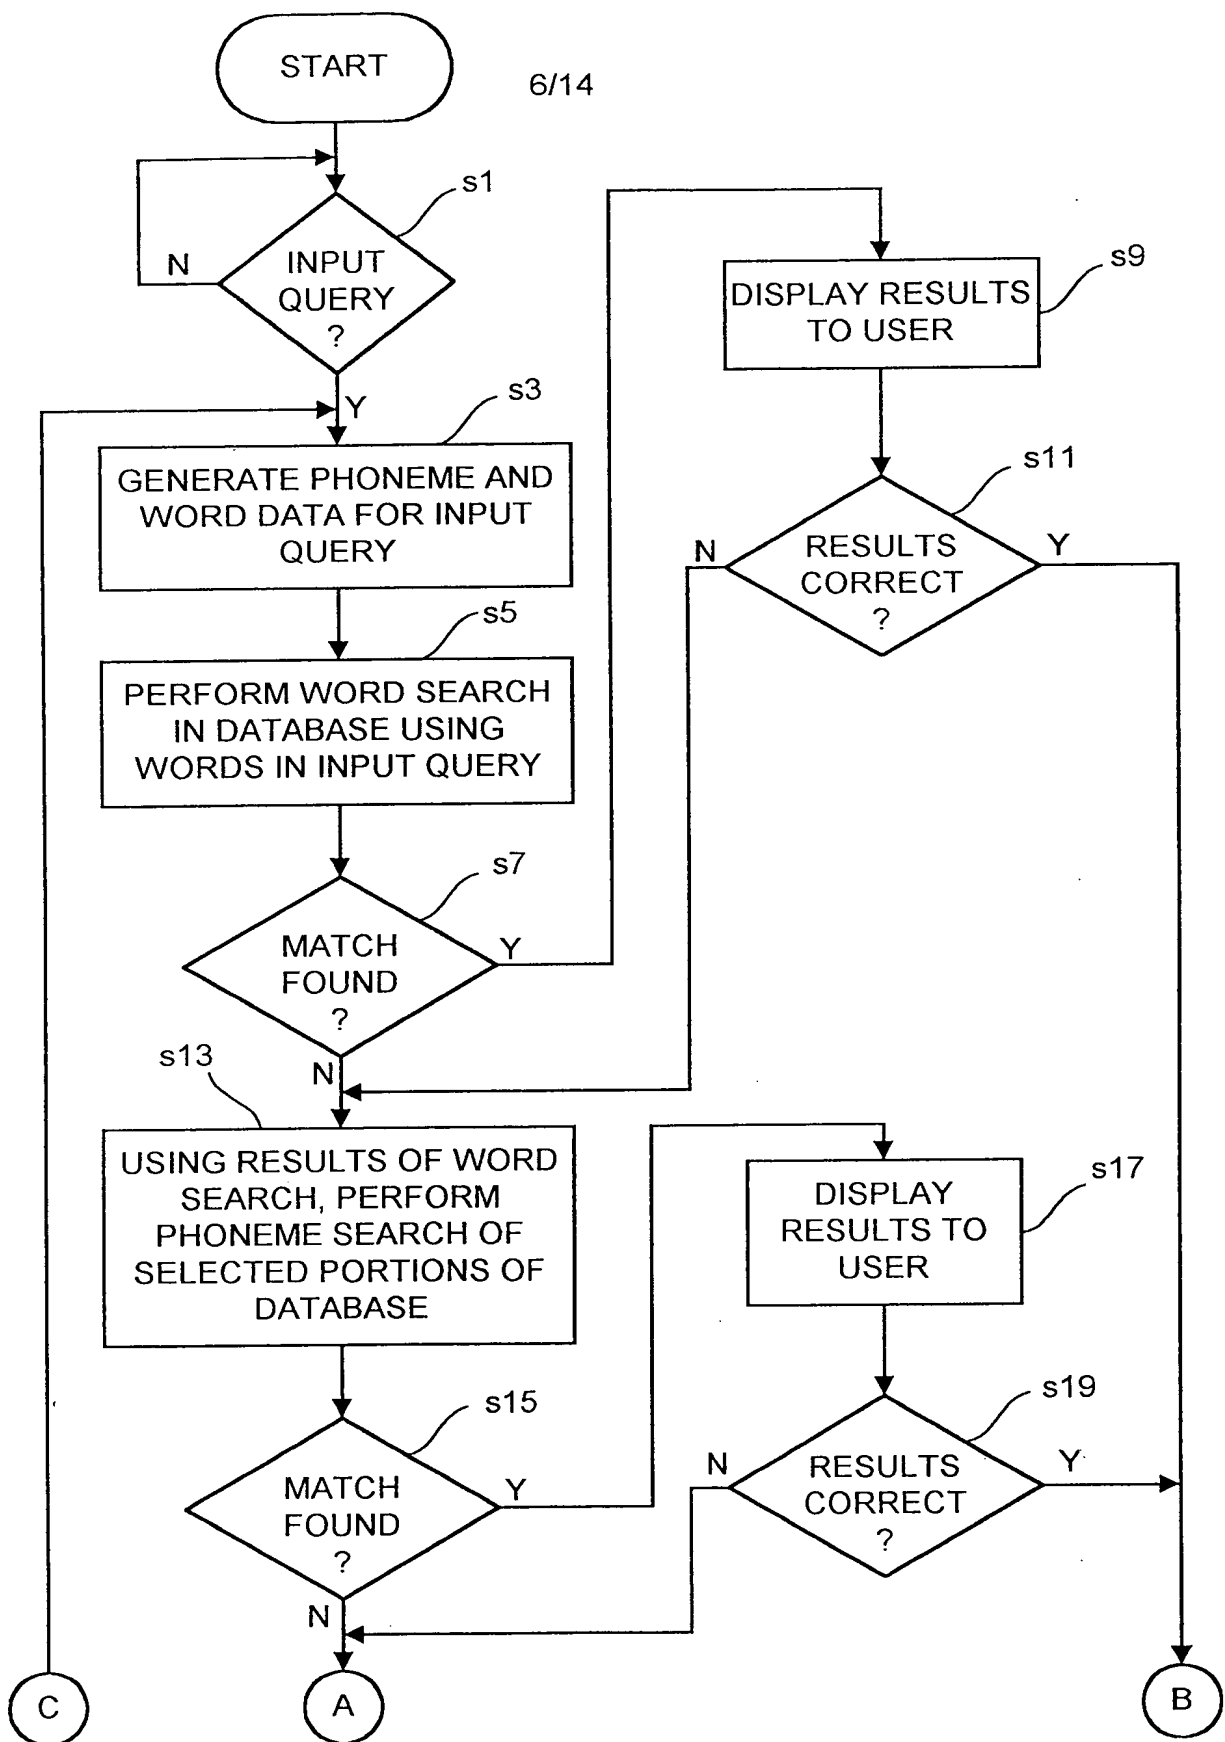 START
6/14
s1
N
INPUT
QUERY
?
Y
s3
GENERATE PHONEME AND
WORD DATA FOR INPUT
QUERY
s5
PERFORM WORD SEARCH
IN DATABASE USING
WORDS IN INPUT QUERY
s7
MATCH
FOUND
?
Y
N
s9
DISPLAY RESULTS
TO USER
s11
N
RESULTS
CORRECT
?
Y
s13
USING RESULTS OF WORD
SEARCH, PERFORM
PHONEME SEARCH OF
SELECTED PORTIONS OF
DATABASE
s15
MATCH
FOUND
?
Y
N
s17
DISPLAY
RESULTS TO
USER
s19
N
RESULTS
CORRECT
?
Y
C
A
B